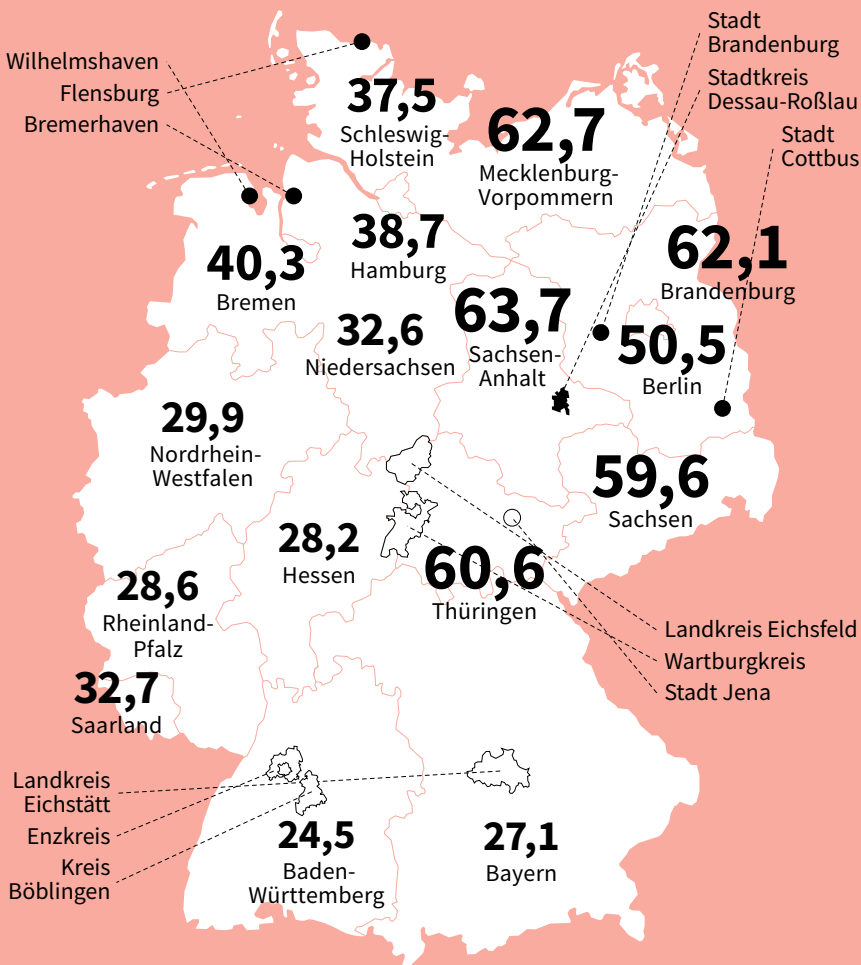 Stadt
Brandenburg
Stadtkreis
Dessau-Roßlau
Stadt
Cottbus
Wilhelmshaven
Flensburg
Bremerhaven
37,5
Schleswig-
Holstein
62,7
Mecklenburg-
Vorpommern
38,7
Hamburg
40,3
Bremen
62,1
Brandenburg
63,7
Sachsen-
Anhalt
32,6
Niedersachsen
50,5
Berlin
29,9
Nordrhein-
Westfalen
59,6
Sachsen
28,2
Hessen
60,6
Thüringen
28,6
Rheinland-
Pfalz
32,7
Saarland
Landkreis Eichsfeld
Wartburgkreis
Stadt Jena
Landkreis
Eichstätt
Enzkreis
Kreis
Böblingen
24,5
Baden-
Württemberg
27,1
Bayern